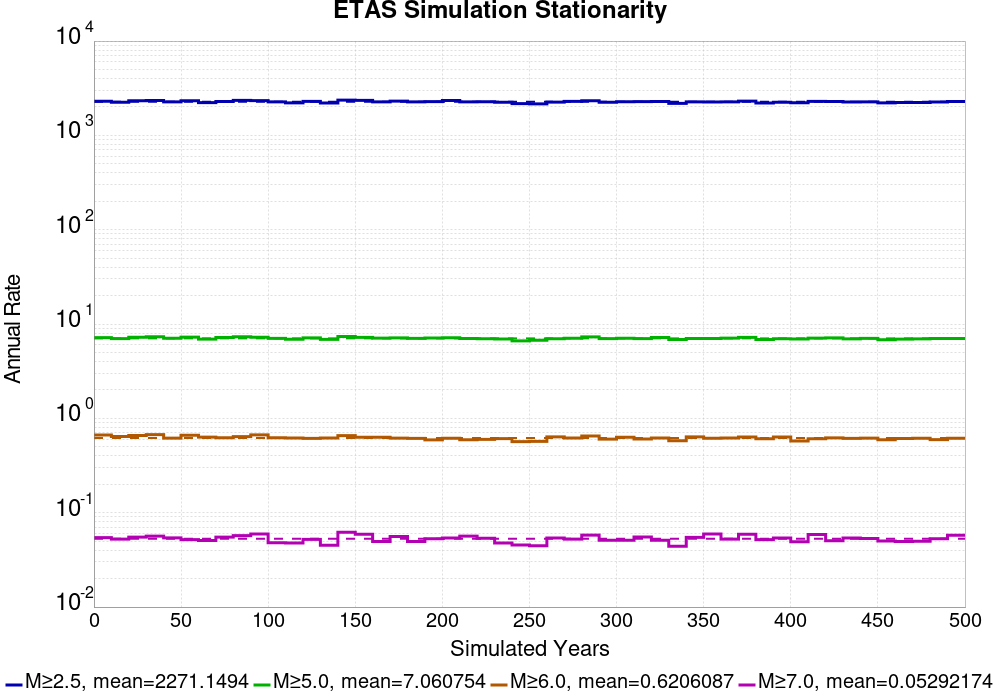 ETAS Simulation Stationarity
10^4
10^3
10^2
10^1
10^0
10^-1
10^-2
Annual Rate
0 50 100 150 200 250 300 350 400 450 500
Simulated Years
M≥2.5, mean=2271.1494 M≥5.0, mean=7.060754 M≥6.0, mean=0.6206087 M≥7.0, mean=0.05292174